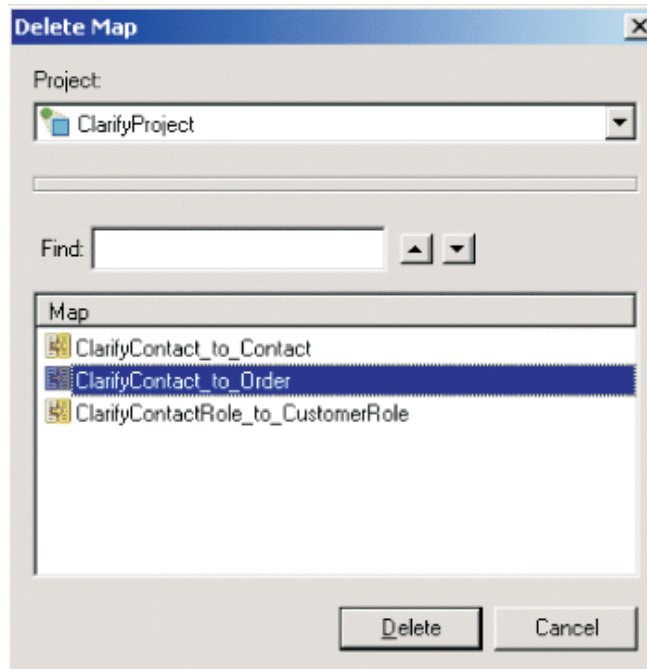 Delete Map
Project:
ClarifyProject
Find:
Map
ClarifyContact_to_Contact
ClarifyContact_to_Order
ClarifyContactRole_to_CustomerRole
Delete Cancel